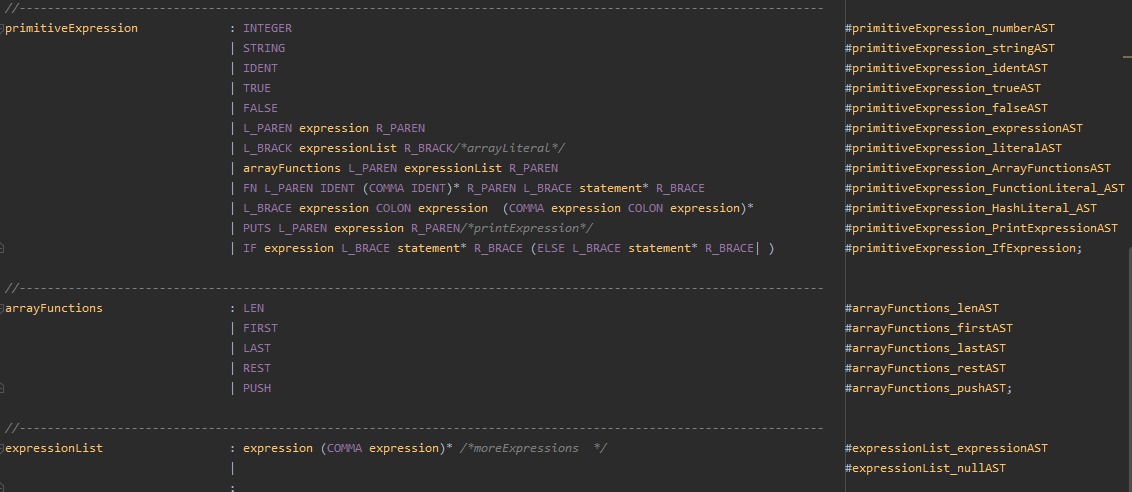 //------------------------------------------------------------------------------------------------------------------
primitiveExpression : INTEGER #primitiveExpression_numberAST
| STRING #primitiveExpression_stringAST
| IDENT #primitiveExpression_identAST
| TRUE #primitiveExpression_trueAST
| FALSE #primitiveExpression_falseAST
| L_PAREN expression R_PAREN #primitiveExpression_expressionAST
| L_BRACK expressionList R_BRACK/*arrayLiteral*/ #primitiveExpression_literalAST
| arrayFunctions L_PAREN expressionList R_PAREN #primitiveExpression_ArrayFunctionsAST
| FN L_PAREN IDENT (COMMA IDENT)* R_PAREN L_BRACE statement* R_BRACE #primitiveExpression_FunctionLiteral_AST
| L_BRACE expression COLON expression (COMMA expression COLON expression)* #primitiveExpression_HashLiteral_AST
| PUTS L_PAREN expression R_PAREN/*printExpression*/ #primitiveExpression_PrintExpressionAST
| IF expression L_BRACE statement* R_BRACE (ELSE L_BRACE statement* R_BRACE| ) #primitiveExpression_IfExpression;
//------------------------------------------------------------------------------------------------------------------
arrayFunctions : LEN #arrayFunctions_lenAST
| FIRST #arrayFunctions_firstAST
| LAST #arrayFunctions_lastAST
| REST #arrayFunctions_restAST
| PUSH #arrayFunctions_pushAST;
//------------------------------------------------------------------------------------------------------------------
expressionList : expression (COMMA expression)* /*moreExpressions */ #expressionList_expressionAST
| #expressionList_nullAST
;